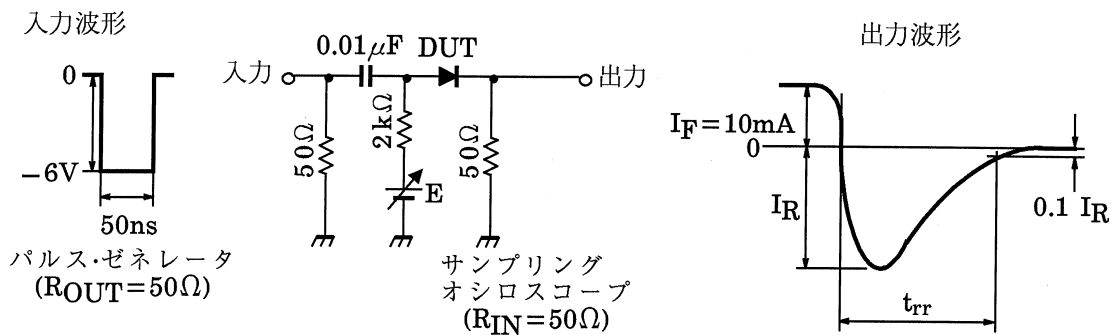 入力波形
0
−6V
50ns
パルス・ゼネレータ
(ROUT=50Ω)
入力
0.01μF
DUT
出力
50Ω
2kΩ
E
50Ω
サンプリング
オシロスコープ
(RIN=50Ω)
出力波形
IF=10mA
0
IR
0.1 IR
trr